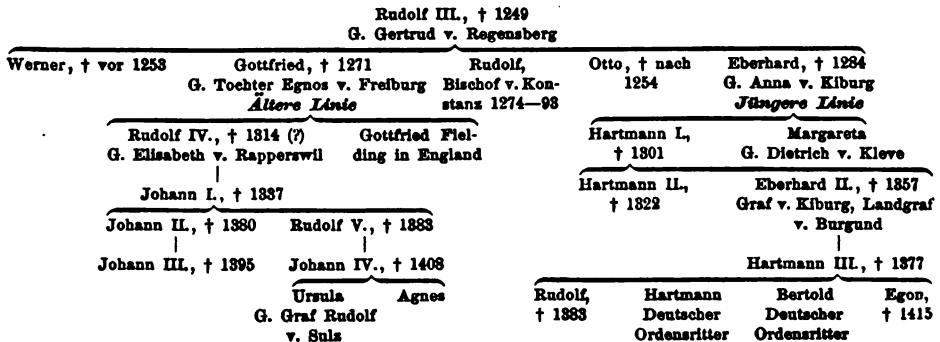 Rudolf III., † 1249
G. Gertrud v. Regensberg
Werner, † vor 1253
Gottfried, † 1271
G. Tochter Egnos v. Freiburg
Ältere Linie
Rudolf,
Bischof v. Kon-
stanz 1274—93
Otto, † nach
1254
Eberhard, † 1284
G. Anna v. Kiburg
Jüngere Linie
Rudolf IV., † 1314 (?)
G. Elisabeth v. Rapperswil
Gottfried Fiel-
ding in England
Hartmann I.,
† 1301
Margareta
G. Dietrich v. Kleve
Johann I., † 1337
Hartmann II.,
† 1322
Eberhard II., † 1357
Graf v. Kiburg, Landgraf
v. Burgund
Johann II., † 1380
Rudolf V., † 1383
Johann III., † 1395
Johann IV., † 1408
Hartmann III., † 1377
Ursula
G. Graf Rudolf
v. Sulz
Agnes
Rudolf,
† 1383
Hartmann
Deutscher
Ordensritter
Bertold
Deutscher
Ordensritter
Egon,
† 1415